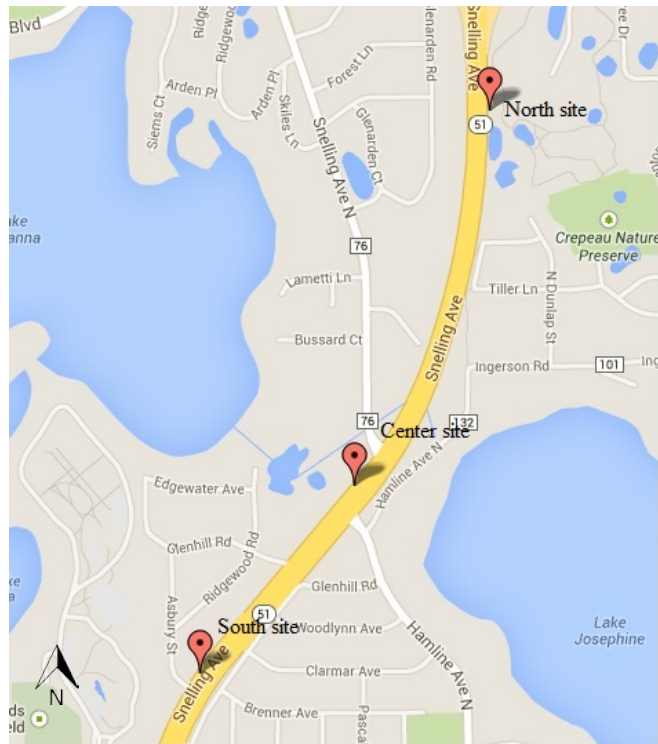 Blvd
Ridgewood
Arden Pl
Arden Pl
Siems Ct
Skiles Ln
Forest Ln
Glenarden Rd
Glenarden Ct
Snelling Ave N
Snelling Ave
51
North site
Crepeau Nature
Preserve
76
Lametti Ln
Bussard Ct
Tiller Ln
N Dunlap St
Snelling Ave
Ingerson Rd
101
76
132
Center site
Hamline Ave N
Edgewater Ave
Glenhill Rd
Ridgewood Rd
Asbury St
51
Glenhill Rd
South site
Woodlynn Ave
Clarmar Ave
Brenner Ave
Hamline Ave N
Snelling Ave
Lake
Josephine
N